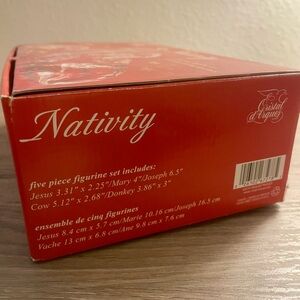 Nativity
Cristal
d'Arques
five piece figurine set includes:
Jesus 3.31" x 2.25"/Mary 4"/Joseph 6.5"
Cow 5.12" x 2.68"/Donkey 3.86" x 3"
ensemble de cinq figurines
Jesus 8.4 cm x 5.7 cm/Marie 10.16 cm/Joseph 16.5 cm
Vache 13 cm x 6.8 cm/Ane 9.8 cm x 7.6 cm